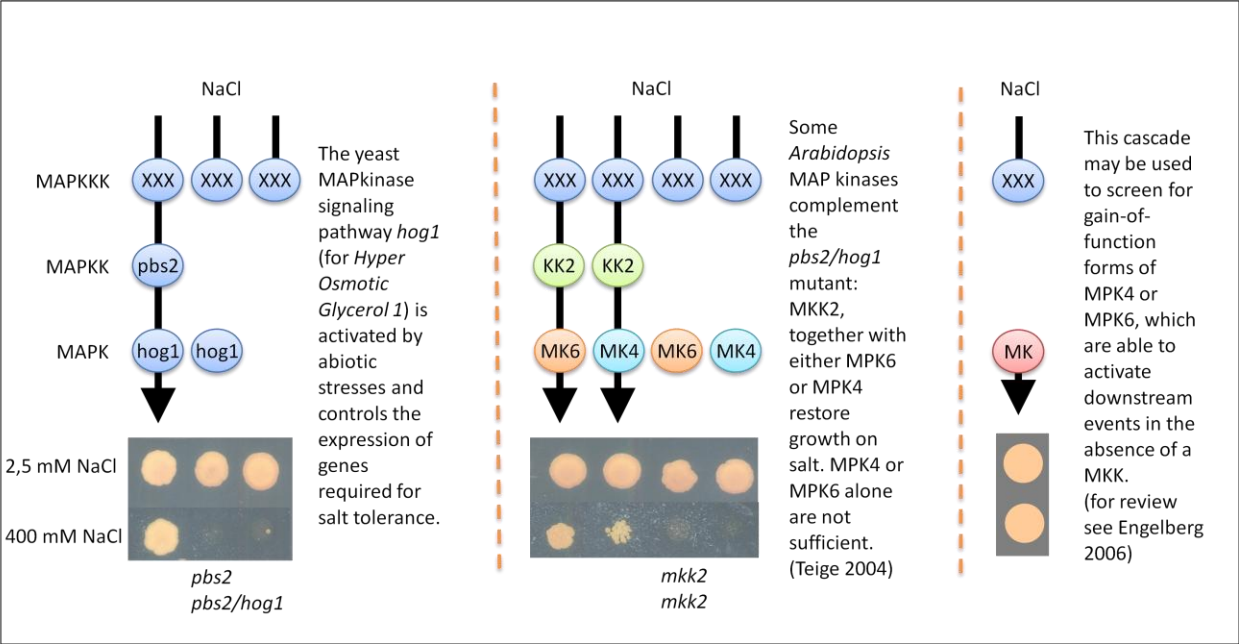 NaCl
MAPKKK
XXX
XXX
XXX
MAPKK
pbs2
MAPK
hog1
hog1
The yeast
MAPkinase
signaling
pathway hog1
(for Hyper
Osmotic
Glycerol 1) is
activated by
abiotic
stresses and
controls the
expression of
genes
required for
salt tolerance.
2,5 mM NaCl
400 mM NaCl
pbs2
pbs2/hog1
NaCl
XXX
XXX
XXX
XXX
KK2
KK2
MK6
MK4
MK6
MK4
mkk2
mkk2
Some
Arabidopsis
MAP kinases
complement
the
pbs2/hog1
mutant:
MKK2,
together with
either MPK6
or MPK4
restore
growth on
salt. MPK4 or
MPK6 alone
are not
sufficient.
(Teige 2004)
NaCl
XXX
MK
This cascade
may be used
to screen for
gain-of-
function
forms of
MPK4 or
MPK6, which
are able to
activate
downstream
events in the
absence of a
MKK.
(for review
see Engelberg
2006)